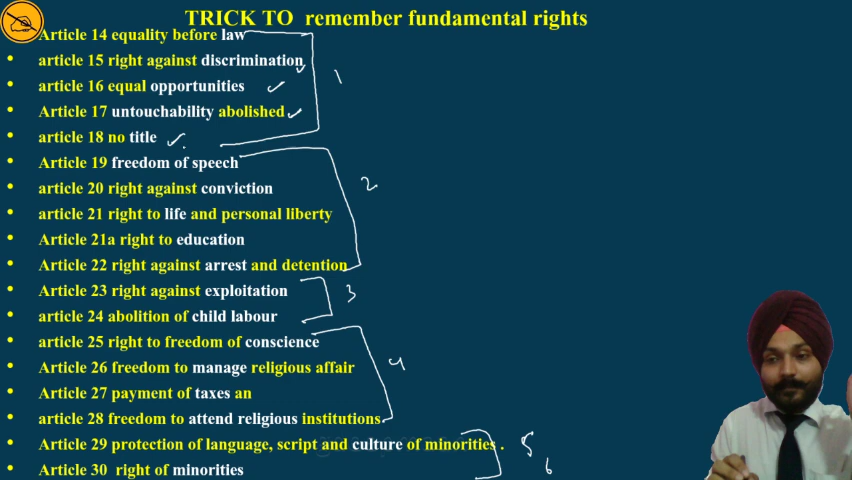 TRICK TO remember fundamental rights
Article 14 equality before law
article 15 right against discrimination
article 16 equal opportunities
Article 17 untouchability abolished
article 18 no title
Article 19 freedom of speech
article 20 right against conviction
article 21 right to life and personal liberty
Article 21a right to education
Article 22 right against arrest and detention
Article 23 right against exploitation
article 24 abolition of child labour
article 25 right to freedom of conscience
Article 26 freedom to manage religious affair
Article 27 payment of taxes an
article 28 freedom to attend religious institutions.
Article 29 protection of language, script and culture of minorities .
Article 30 right of minorities
1
2
3
4
5
6